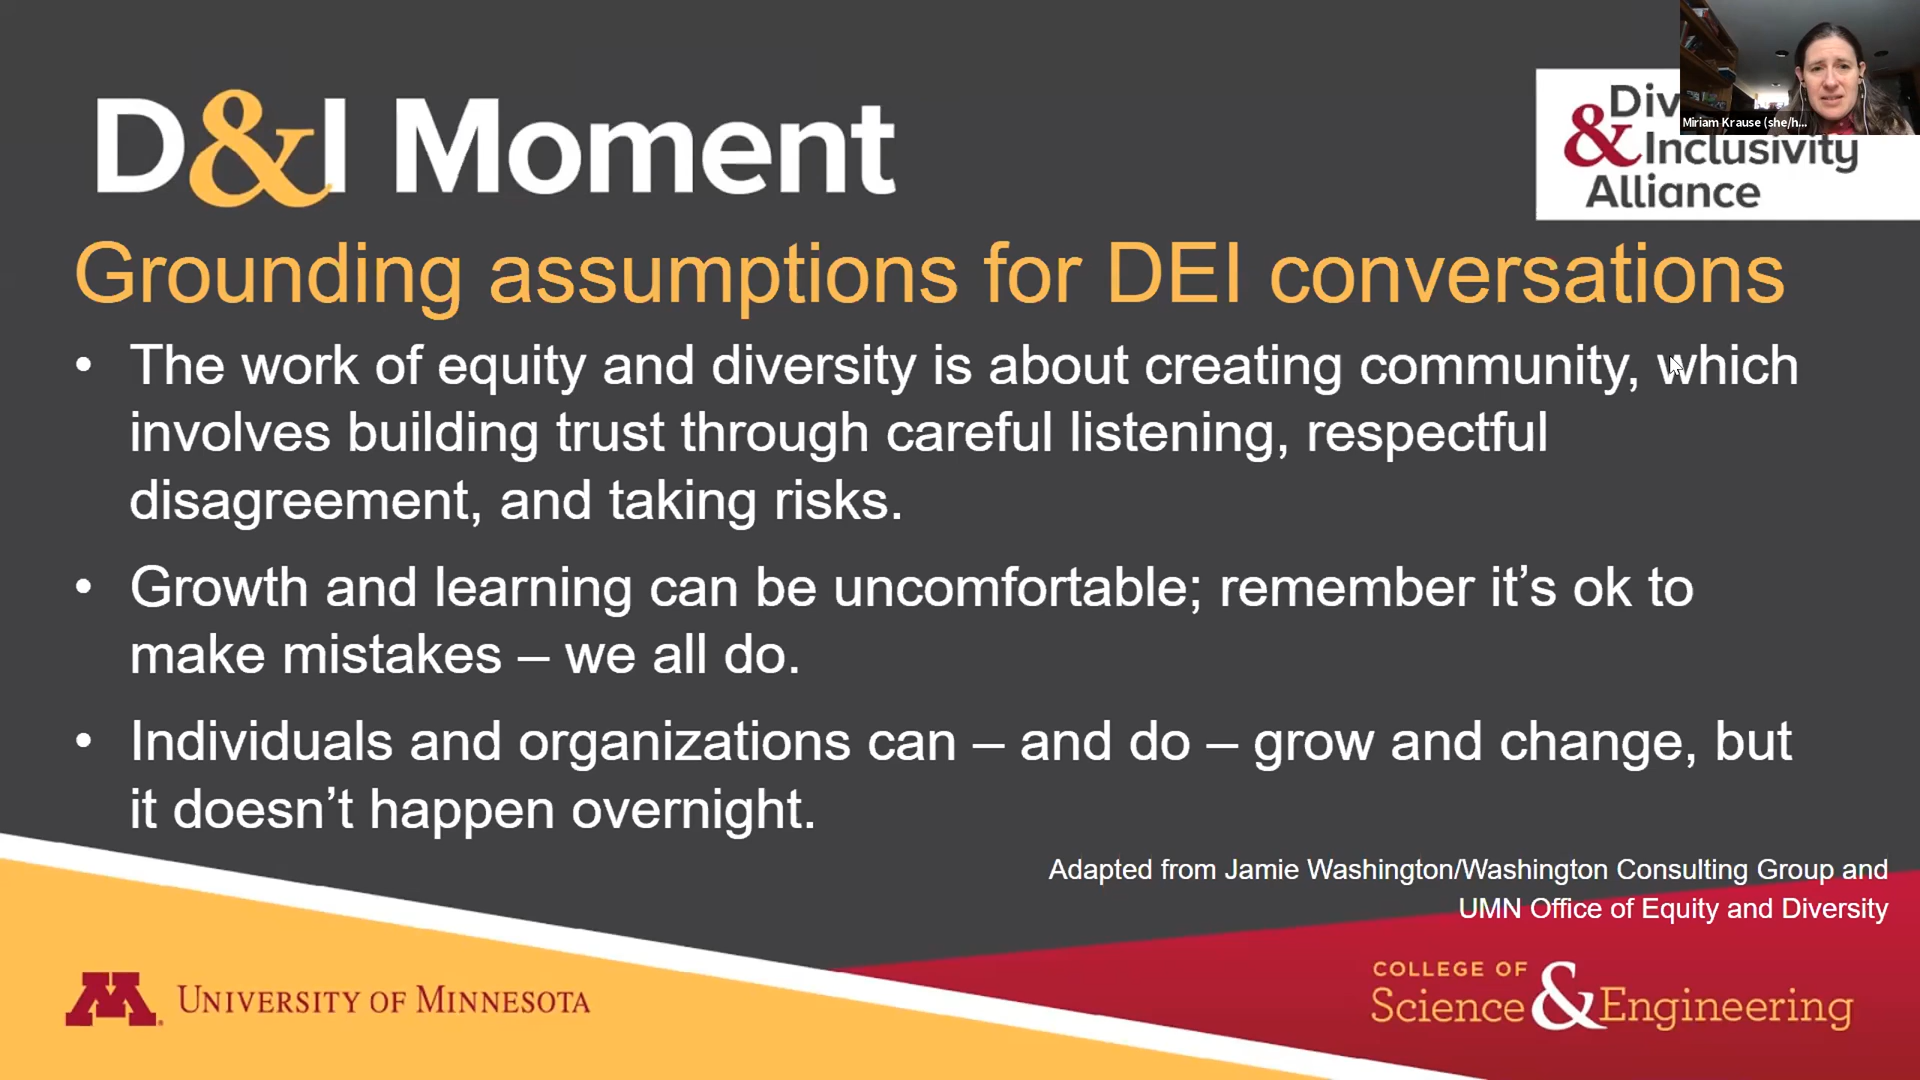 D&I Moment
Div
& Inclusivity
Alliance
Miriam Krause (she/h...
Grounding assumptions for DEI conversations
• The work of equity and diversity is about creating community, which
involves building trust through careful listening, respectful
disagreement, and taking risks.
• Growth and learning can be uncomfortable; remember it’s ok to
make mistakes – we all do.
• Individuals and organizations can – and do – grow and change, but
it doesn’t happen overnight.
Adapted from Jamie Washington/Washington Consulting Group and
UMN Office of Equity and Diversity
M UNIVERSITY OF MINNESOTA
COLLEGE OF
Science & Engineering